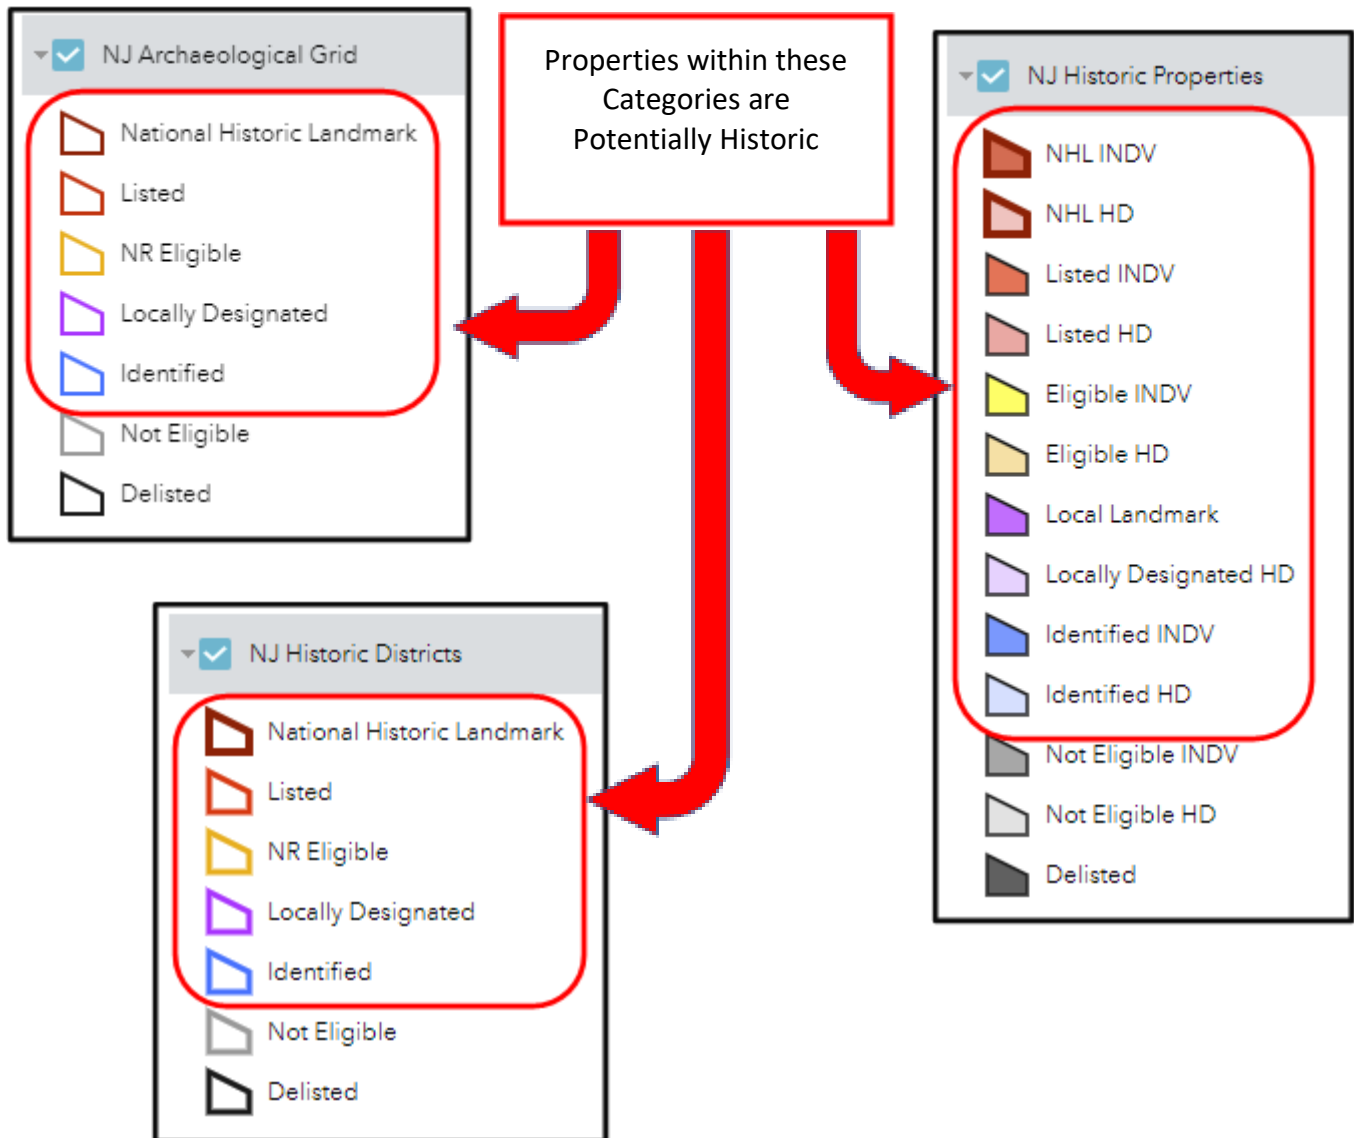 NJ Archaeological Grid
National Historic Landmark
Listed
NR Eligible
Locally Designated
Identified
Not Eligible
Delisted
Properties within these
Categories are
Potentially Historic
NJ Historic Properties
NHL INDV
NHL HD
Listed INDV
Listed HD
Eligible INDV
Eligible HD
Local Landmark
Locally Designated HD
Identified INDV
Identified HD
Not Eligible INDV
Not Eligible HD
Delisted
NJ Historic Districts
National Historic Landmark
Listed
NR Eligible
Locally Designated
Identified
Not Eligible
Delisted